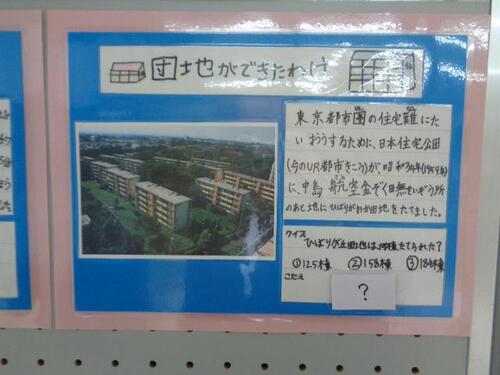 団地ができたわけ
東京都市圏の住宅難にた
いおうするために、日本住宅公団
(今のUR都市きこう)が、昭和34年(1959年)
に、中島航空金ぞく田無せいぞう所
のあと地にひばりがおか団地をたてました。
クイズ
ひばりが丘団地は、何棟たてられた?
①125棟 ②158棟 ③184棟
こたえ
?